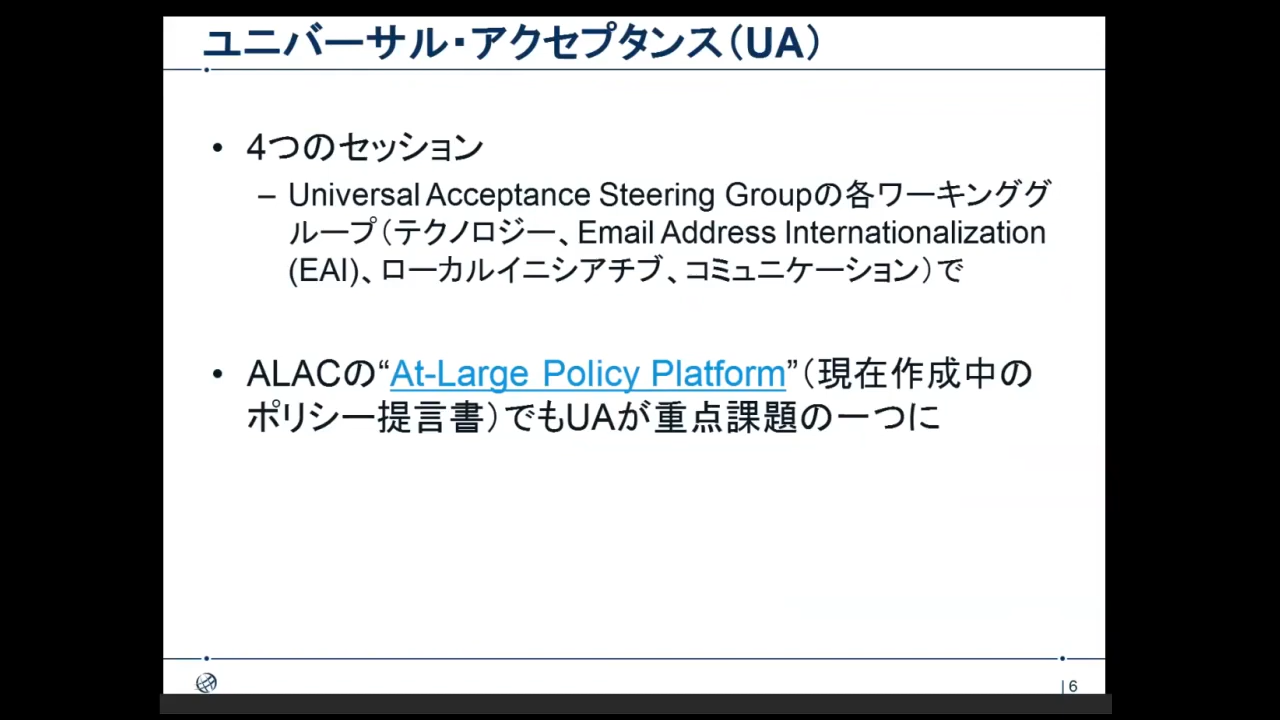 ユニバーサル・アクセプタンス（UA）
• 4つのセッション
– Universal Acceptance Steering Groupの各ワーキンググ
ループ（テクノロジー、Email Address Internationalization
(EAI)、ローカルイニシアチブ、コミュニケーション）で
• ALACの“At-Large Policy Platform”（現在作成中の
ポリシー提言書）でもUAが重点課題の一つに
| 6